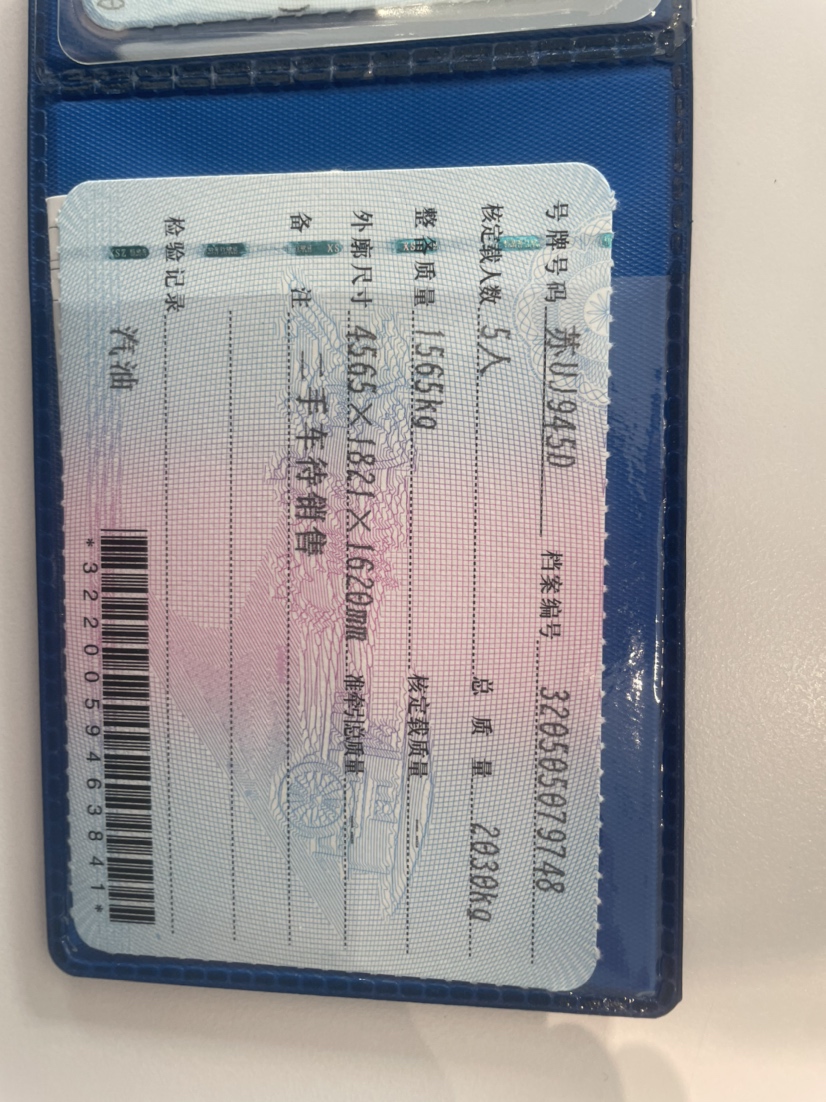 号牌号码 苏UJ945D 档案编号 320505079748
核定载人数 5人 总质量 2030kg
整备质量 1565kg 核定载质量 --
外廓尺寸 4565×1821×1620mm 准牵引总质量 --
备注 二手车待销售
检验记录
汽油
*3220059463841*